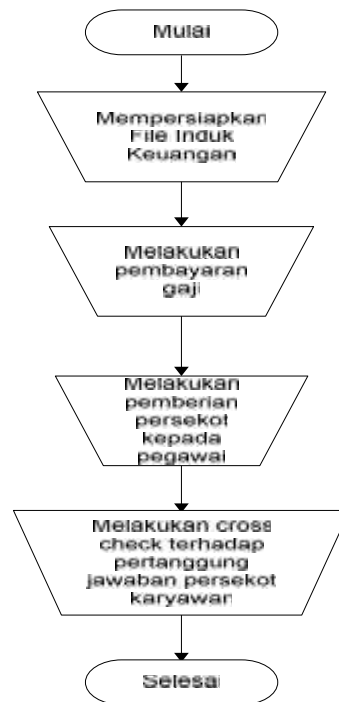 Mulai
Mempersiapkan
File Induk
Keuangan
Melakukan
pembayaran
gaji
Melakukan
pemberian
persekot
kepada
pegawai
Melakukan cross
check terhadap
pertanggung
jawaban persekot
karyawan
Selesai